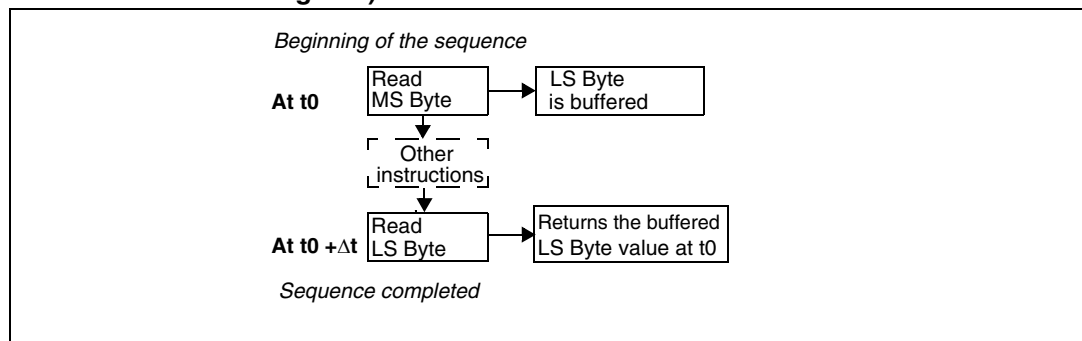 Beginning of the sequence
At t0
Read
MS Byte
LS Byte
is buffered
Other
instructions
At t0 +Δt
Read
LS Byte
Returns the buffered
LS Byte value at t0
Sequence completed